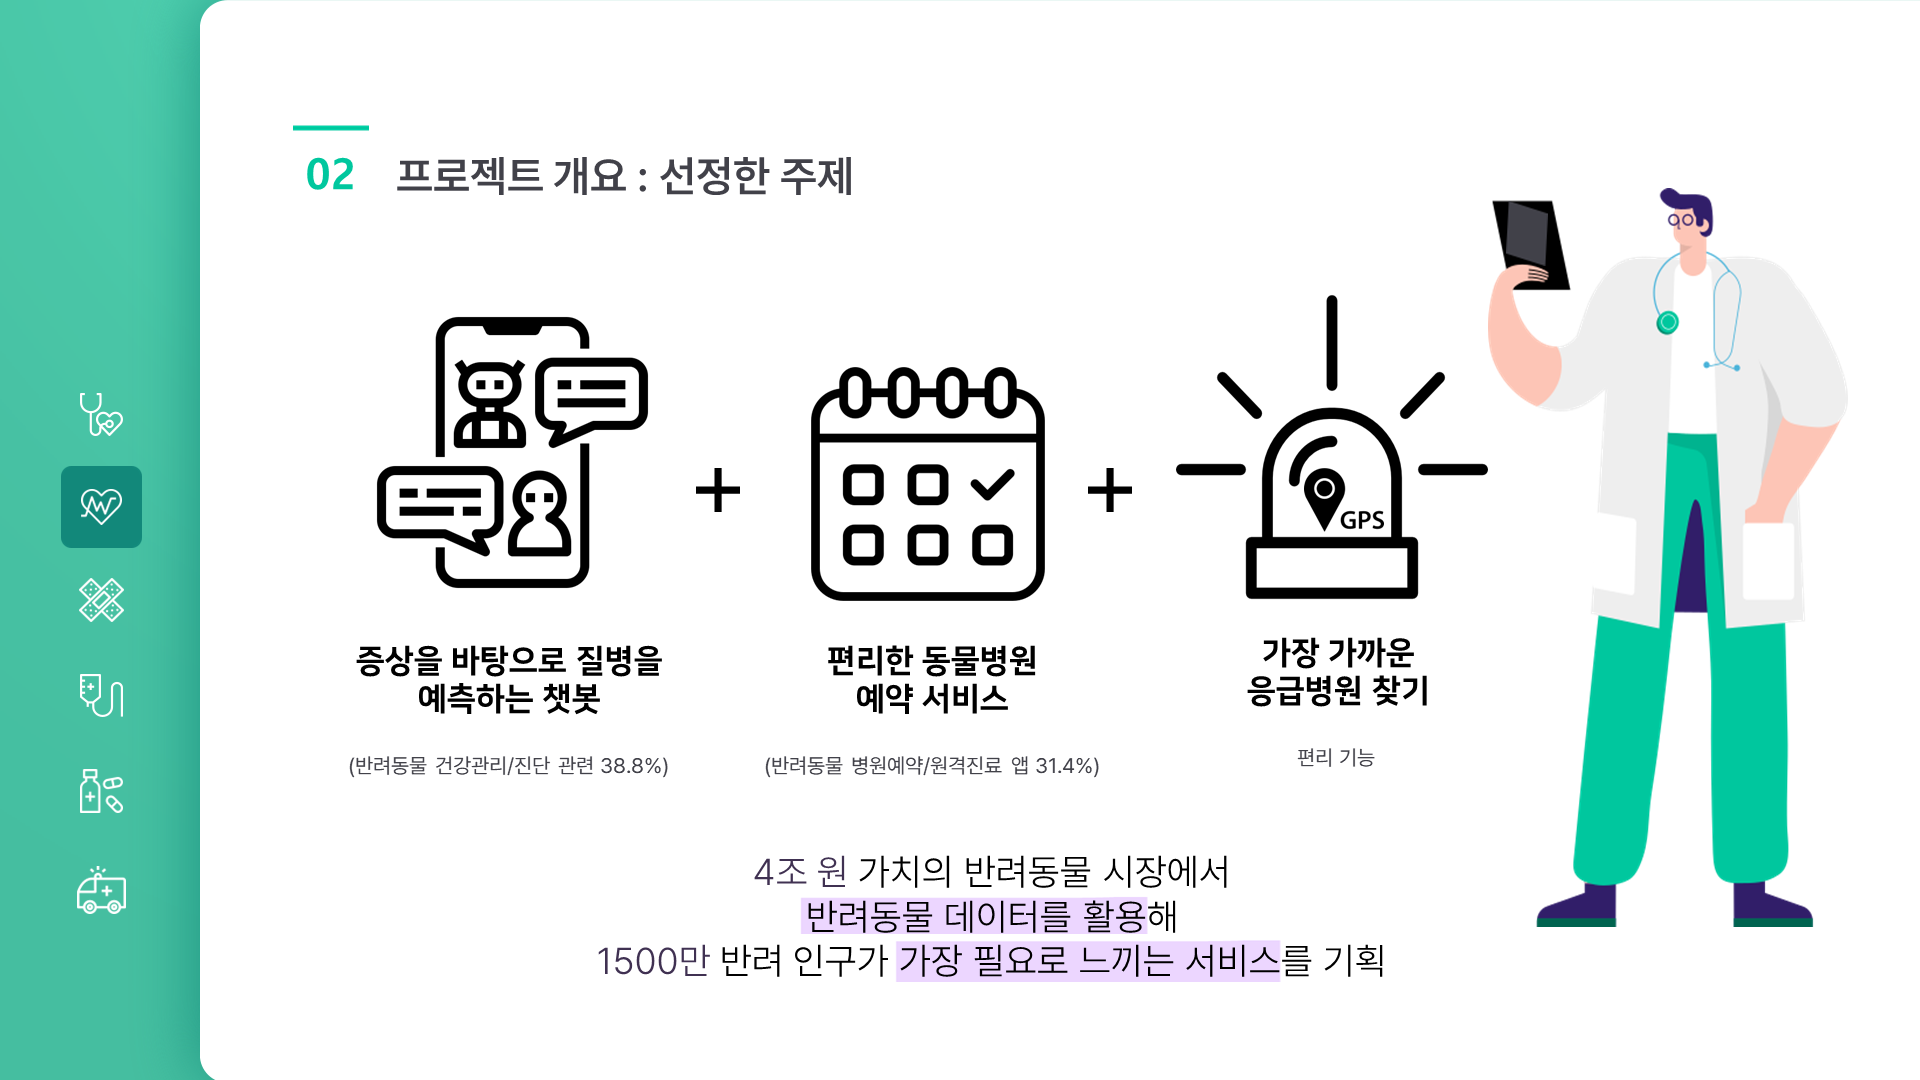 02 프로젝트 개요 : 선정한 주제
GPS
증상을 바탕으로 질병을
예측하는 챗봇
(반려동물 건강관리/진단 관련 38.8%)
편리한 동물병원
예약 서비스
(반려동물 병원예약/원격진료 앱 31.4%)
가장 가까운
응급병원 찾기
편리 기능
4조 원 가치의 반려동물 시장에서
반려동물 데이터를 활용해
1500만 반려 인구가 가장 필요로 느끼는 서비스를 기획